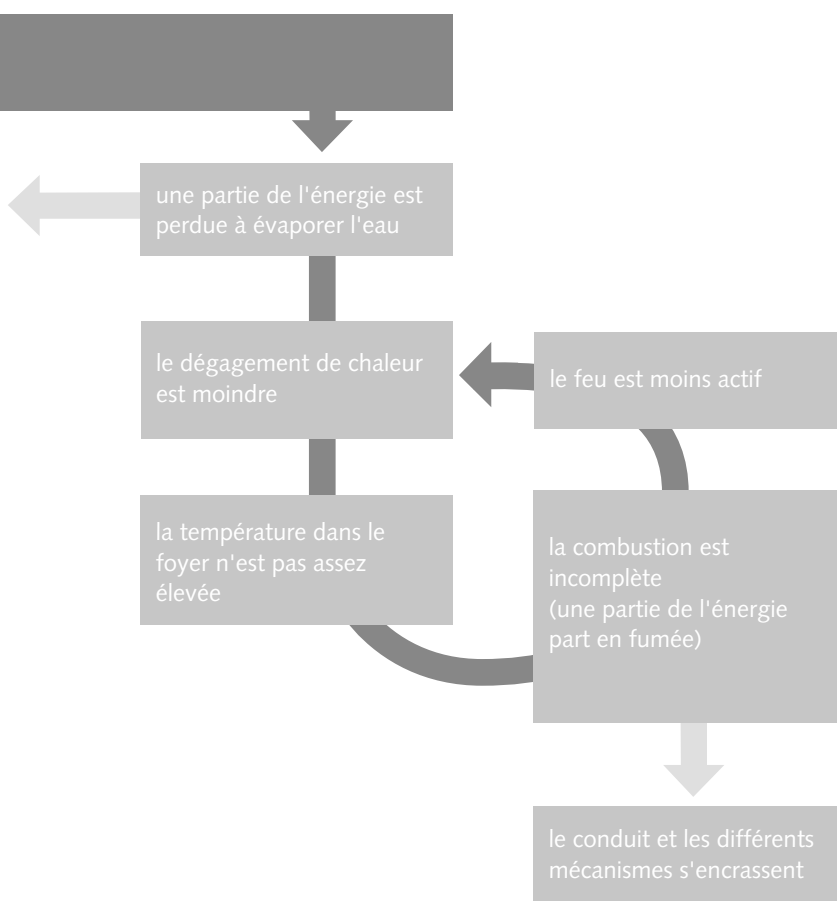 une partie de l'énergie est
perdue à évaporer l'eau
le dégagement de chaleur
est moindre
le feu est moins actif
la température dans le
foyer n'est pas assez
élevée
la combustion est
incomplète
(une partie de l'énergie
part en fumée)
le conduit et les différents
mécanismes s'encrassent